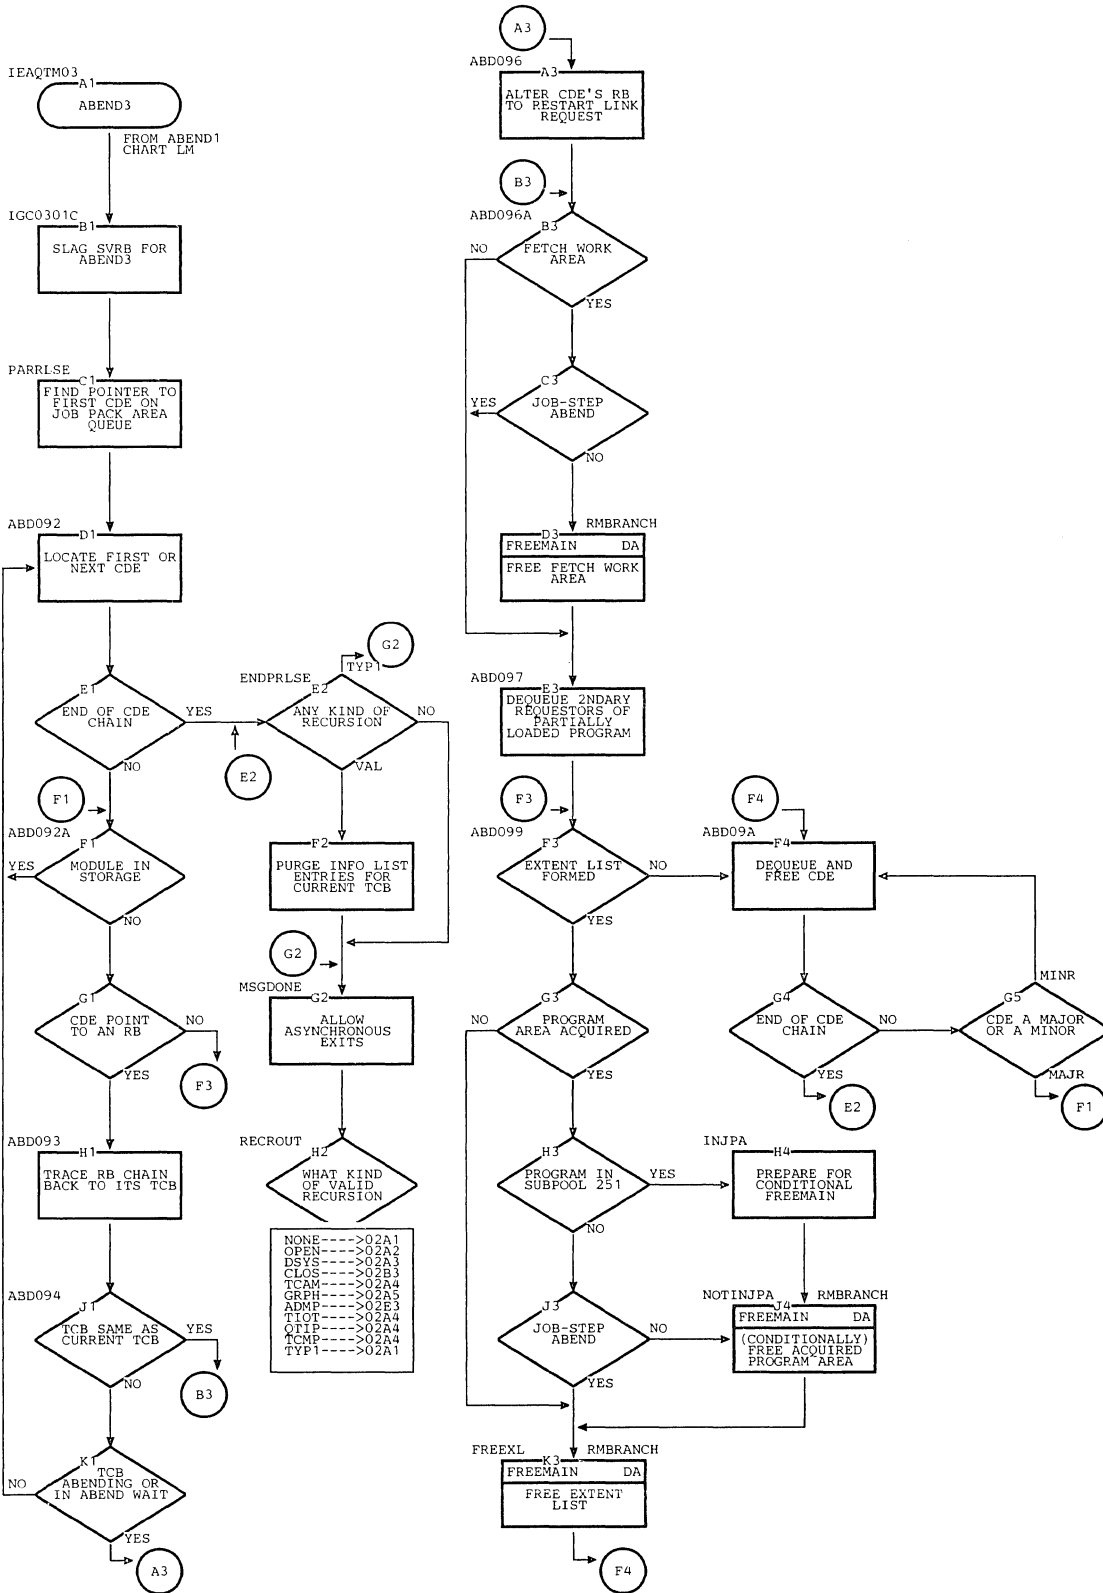 IEAQTM03
A1
ABEND3
FROM ABEND1
CHART LM
IGC0301C
B1
SLAG SVRB FOR
ABEND3
PARRLSE
C1
FIND POINTER TO
FIRST CDE ON
JOB PACK AREA
QUEUE
ABD092
D1
LOCATE FIRST OR
NEXT CDE
E1
END OF CDE
CHAIN
YES
NO
F1
ABD092A
F1
MODULE IN
STORAGE
YES
NO
G1
CDE POINT
TO AN RB
NO
YES
F3
ABD093
H1
TRACE RB CHAIN
BACK TO ITS TCB
ABD094
J1
TCB SAME AS
CURRENT TCB
YES
NO
B3
K1
TCB
ABENDING OR
IN ABEND WAIT
NO
YES
A3
G2
TYP1
ENDPRLSE
E2
ANY KIND OF
RECURSION
NO
VAL
E2
F2
PURGE INFO LIST
ENTRIES FOR
CURRENT TCB
G2
MSGDONE
G2
ALLOW
ASYNCHRONOUS
EXITS
RECROUT
H2
WHAT KIND
OF VALID
RECURSION
NONE---->02A1
OPEN---->02A2
DSYS---->02A3
CLOS---->02B3
TCAM---->02A4
GRPH---->02A5
ADMP---->02E3
TIOT---->02A4
QTIP---->02A4
TCMP---->02A4
TYP1---->02A1
A3
ABD096
A3
ALTER CDE'S RB
TO RESTART LINK
REQUEST
B3
ABD096A
B3
FETCH WORK
AREA
NO
YES
C3
JOB-STEP
ABEND
YES
NO
D3
RMBRANCH
FREEMAIN DA
FREE FETCH WORK
AREA
ABD097
E3
DEQUEUE 2NDARY
REQUESTORS OF
PARTIALLY
LOADED PROGRAM
F3
ABD099
F3
EXTENT LIST
FORMED
NO
YES
G3
PROGRAM
AREA ACQUIRED
NO
YES
H3
PROGRAM IN
SUBPOOL 251
YES
NO
J3
JOB-STEP
ABEND
NO
YES
FREEXL
K3
RMBRANCH
FREEMAIN DA
FREE EXTENT
LIST
F4
F4
ABD09A
F4
DEQUEUE AND
FREE CDE
G4
END OF CDE
CHAIN
NO
YES
E2
MINR
G5
CDE A MAJOR
OR A MINOR
MAJR
F1
INJPA
H4
PREPARE FOR
CONDITIONAL
FREEMAIN
NOTINJPA
J4
RMBRANCH
FREEMAIN DA
(CONDITIONALLY)
FREE ACQUIRED
PROGRAM AREA